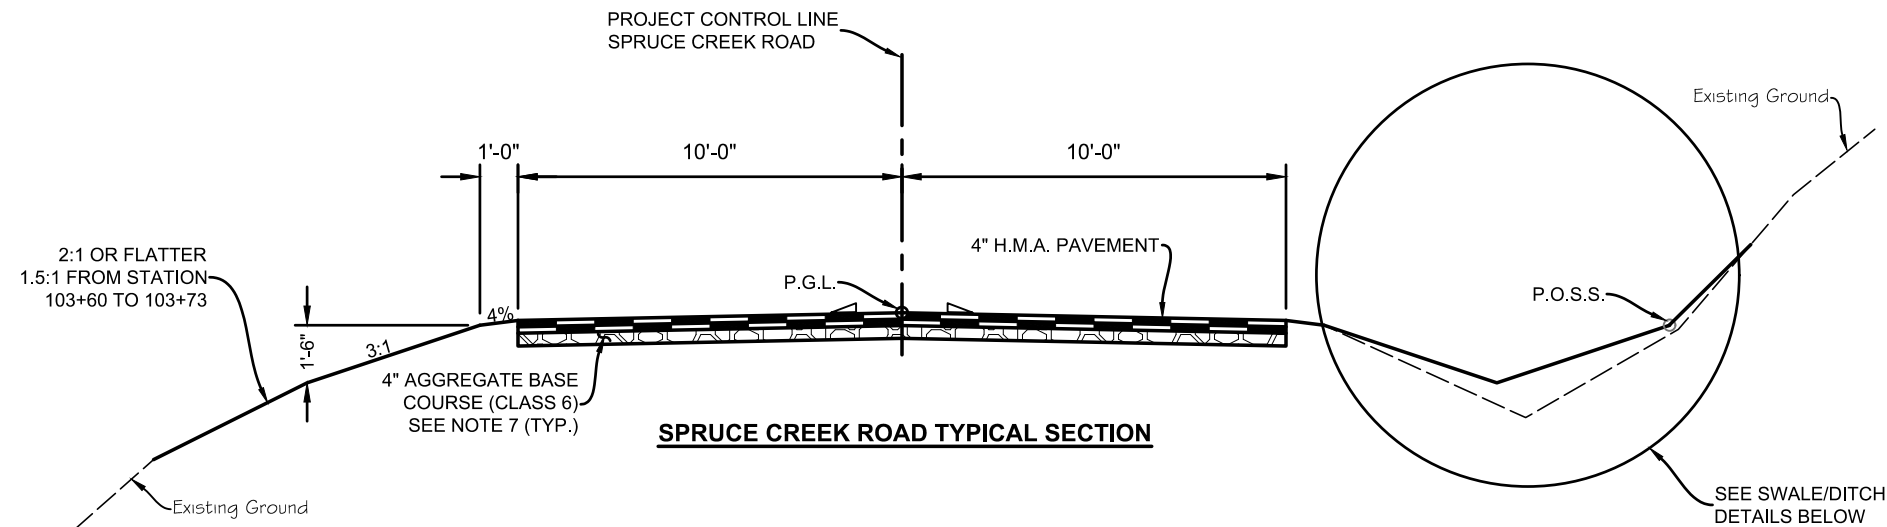 PROJECT CONTROL LINE
SPRUCE CREEK ROAD
Existing Ground
1'-0"
10'-0"
10'-0"
2:1 OR FLATTER
1.5:1 FROM STATION
103+60 TO 103+73
4" H.M.A. PAVEMENT
P.G.L.
P.O.S.S.
4%
1'-6"
3:1
4" AGGREGATE BASE
COURSE (CLASS 6)
SEE NOTE 7 (TYP.)
SPRUCE CREEK ROAD TYPICAL SECTION
Existing Ground
SEE SWALE/DITCH
DETAILS BELOW